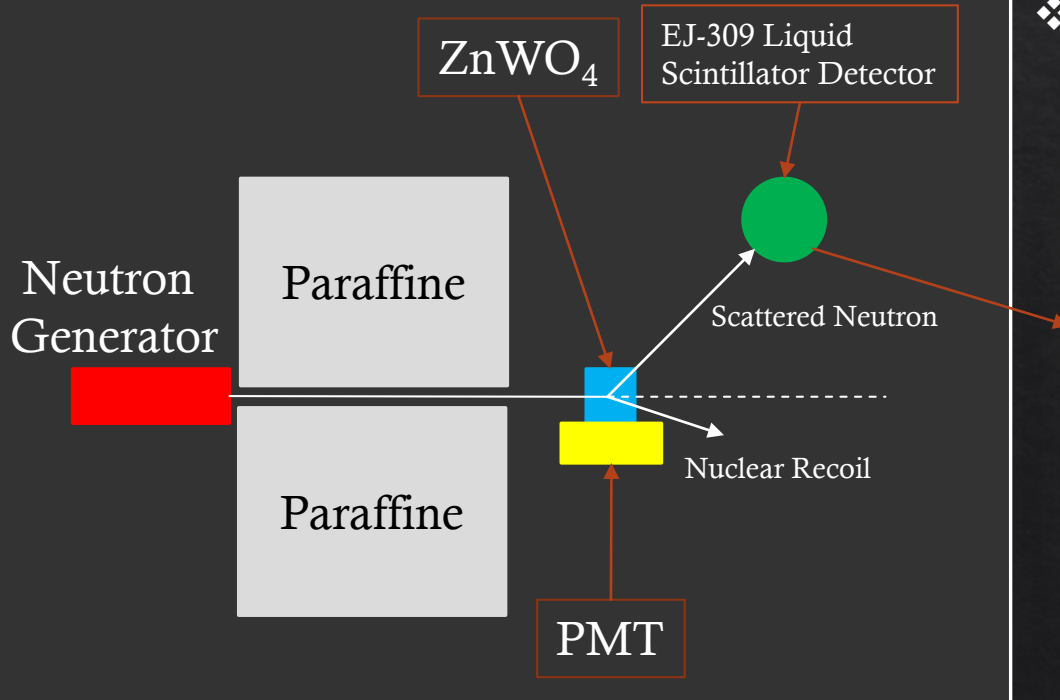 ZnWO₄
EJ-309 Liquid
Scintillator Detector
Neutron
Generator
Paraffine
Scattered Neutron
Nuclear Recoil
Paraffine
PMT